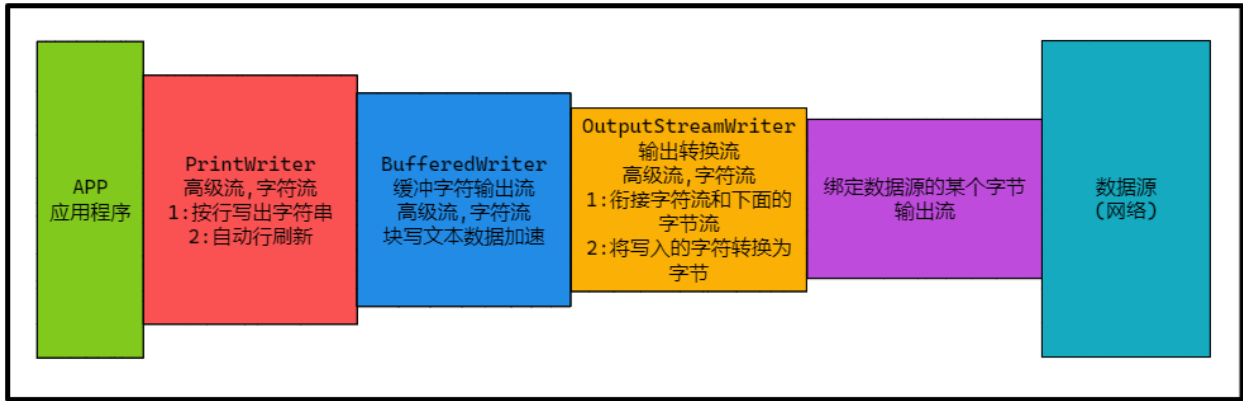 APP
应用程序
PrintWriter
高级流,字符流
1:按行写出字符串
2:自动行刷新
BufferedWriter
缓冲字符输出流
高级流,字符流
块写文本数据加速
OutputStreamWriter
输出转换流
高级流,字符流
1:衔接字符流和下面的
字节流
2:将写入的字符转换为
字节
绑定数据源的某个字节
输出流
数据源
(网络)